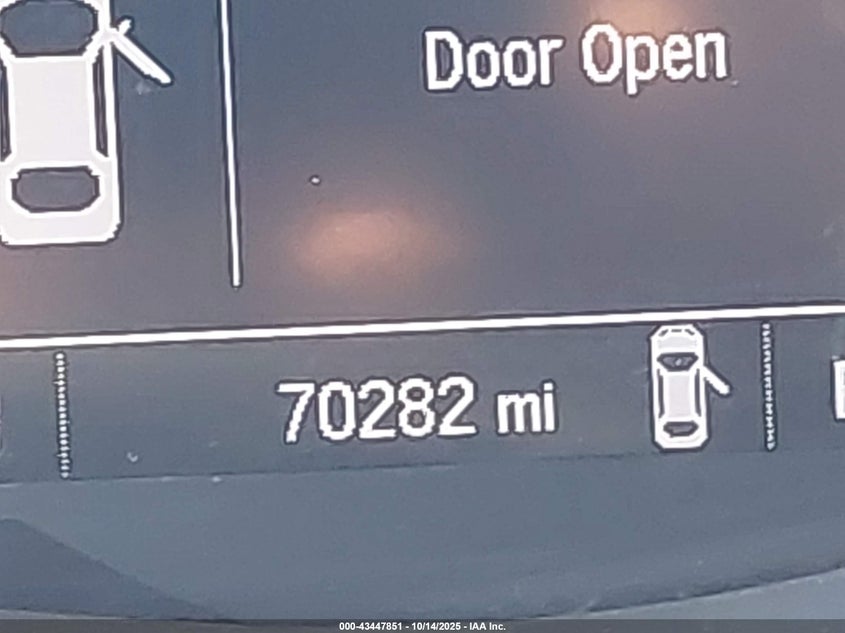 Door Open
70282 mi
000-43447851 - 10/14/2025 - IAA Inc.